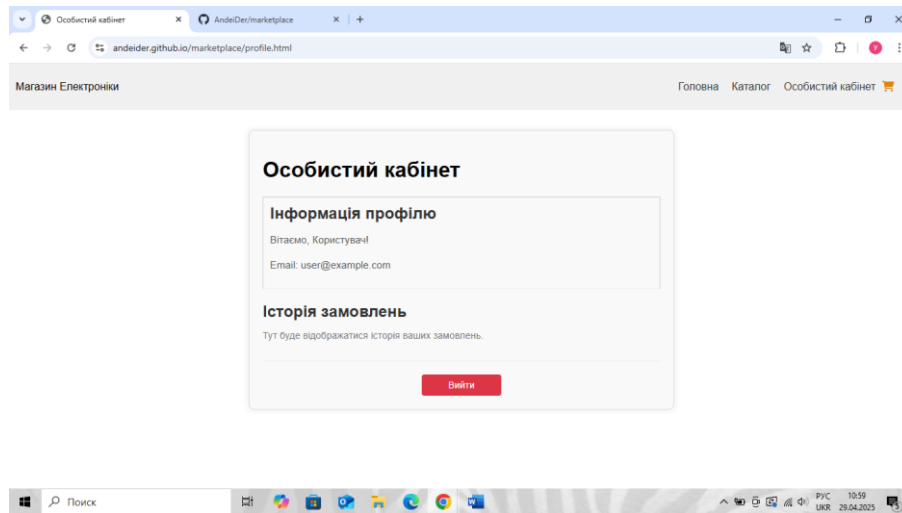 Особистий кабінет
AndeiDer/marketplace
andeider.github.io/marketplace/profile.html
Магазин Електроніки
Головна Каталог Особистий кабінет
Особистий кабінет
Інформація профілю
Вітаємо, Користувач!
Email: user@example.com
Історія замовлень
Тут буде відображатися історія ваших замовлень.
Вийти
Поиск
РУС 10:59
UKR 29.04.2025